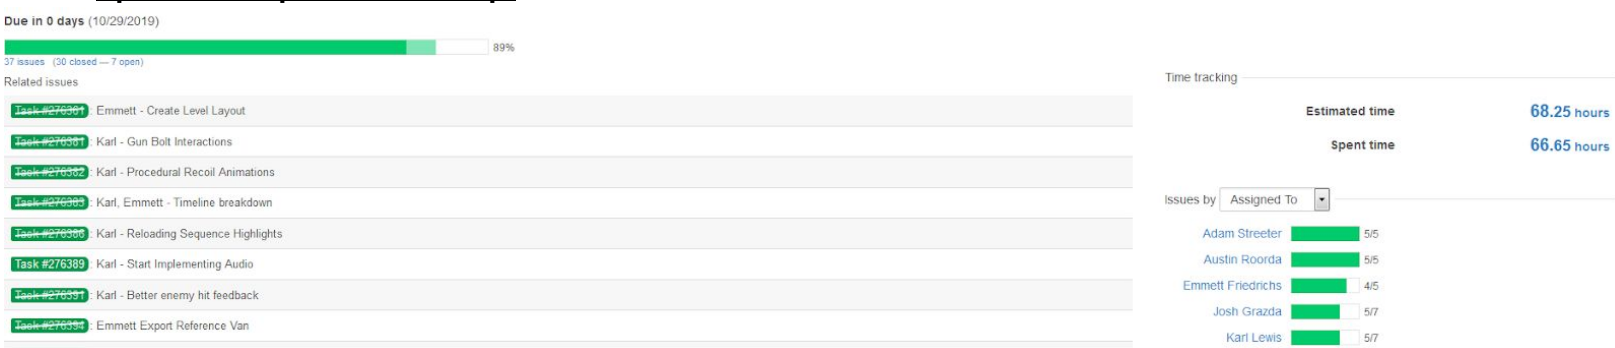 Due in 0 days (10/29/2019)
89%
37 issues (30 closed — 7 open)
Related issues
Task #276361: Emmett - Create Level Layout
Task #276381: Karl - Gun Bolt Interactions
Task #276382: Karl - Procedural Recoil Animations
Task #276383: Karl, Emmett - Timeline breakdown
Task #276386: Karl - Reloading Sequence Highlights
Task #276389: Karl - Start Implementing Audio
Task #276391: Karl - Better enemy hit feedback
Task #276394: Emmett Export Reference Van
Time tracking
Estimated time 68.25 hours
Spent time 66.65 hours
Issues by Assigned To
Adam Streeter 5/5
Austin Roorda 5/5
Emmett Friedrichs 4/5
Josh Grazda 5/7
Karl Lewis 5/7